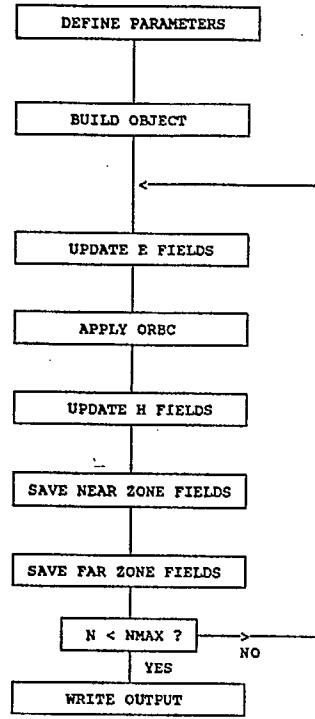 DEFINE PARAMETERS
BUILD OBJECT
UPDATE E FIELDS
APPLY ORBC
UPDATE H FIELDS
SAVE NEAR ZONE FIELDS
SAVE FAR ZONE FIELDS
N < NMAX ?
NO
YES
WRITE OUTPUT